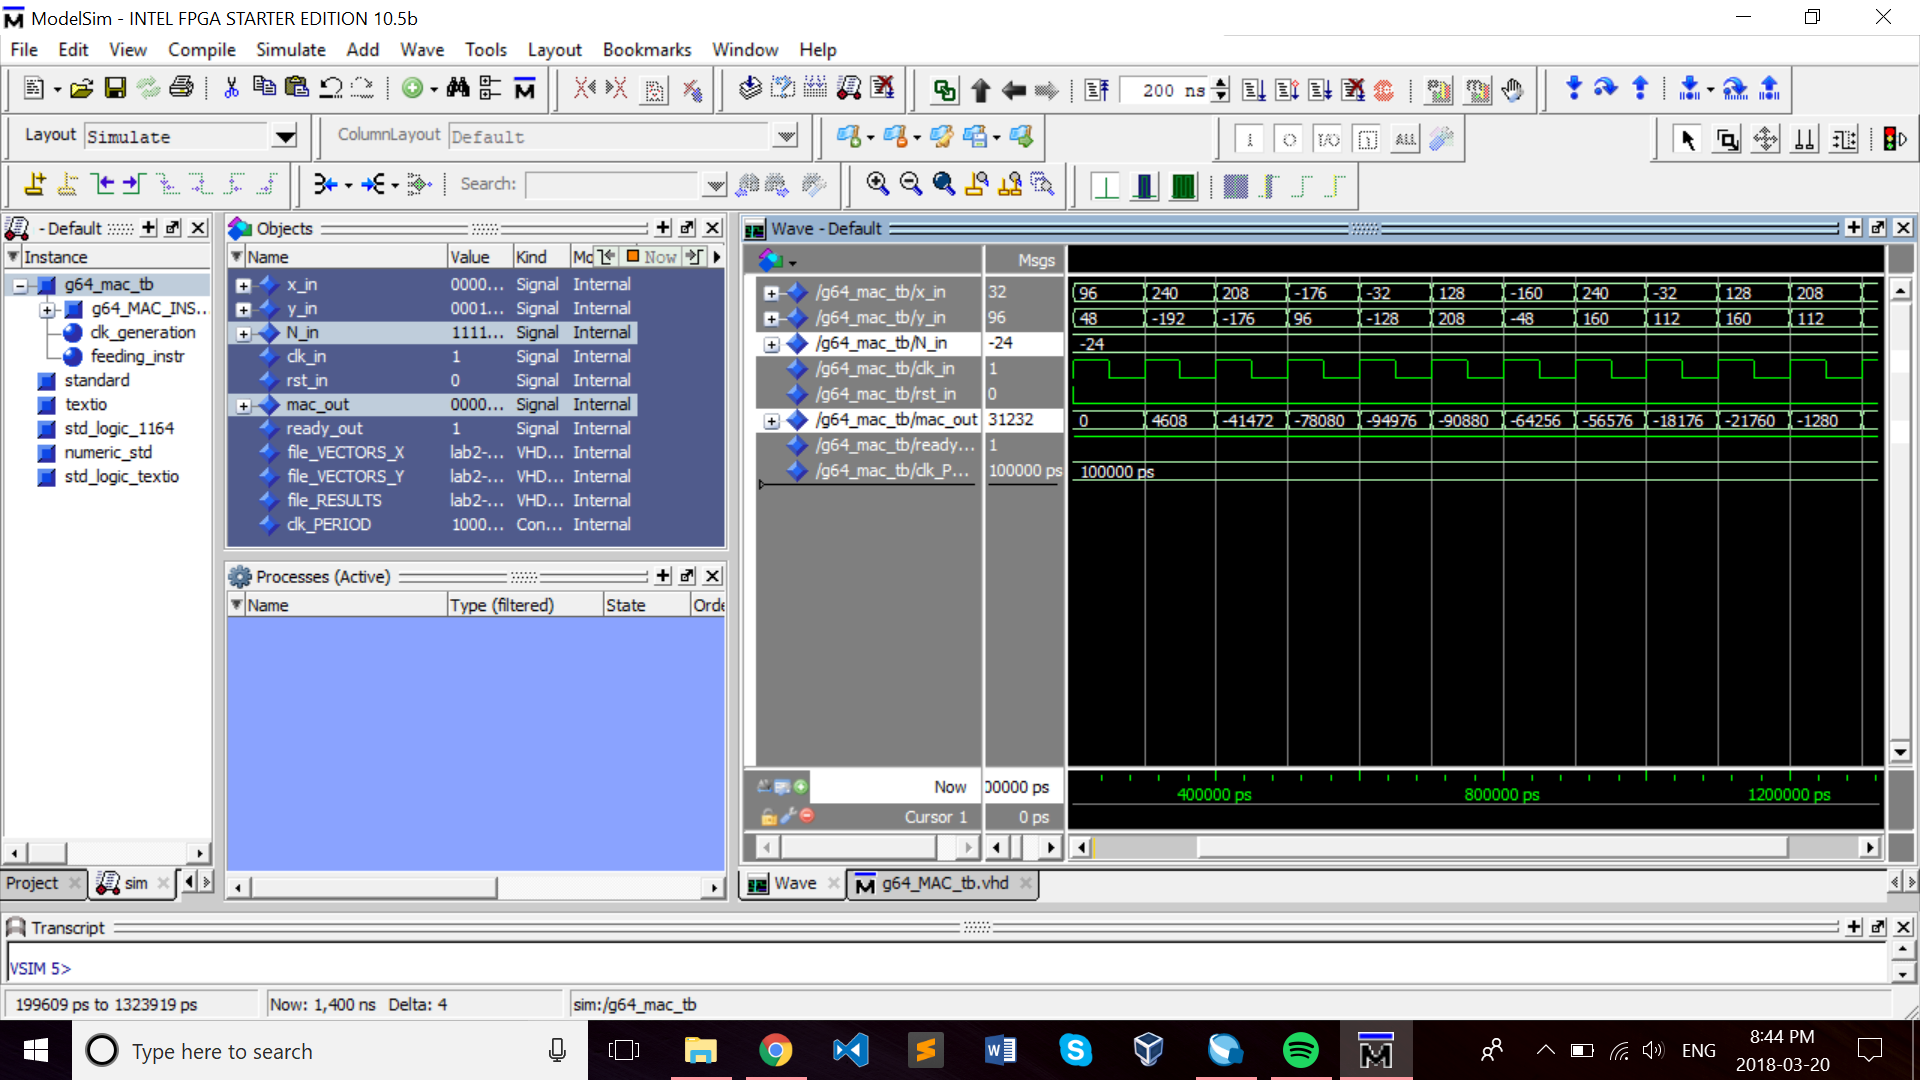 ModelSim - INTEL FPGA STARTER EDITION 10.5b
File Edit View Compile Simulate Add Wave Tools Layout Bookmarks Window Help
200 ns
Layout Simulate ColumnLayout Default
ALL
Search:
- Default
Instance
g64_mac_tb
g64_MAC_INS...
clk_generation
feeding_instr
standard
textio
std_logic_1164
numeric_std
std_logic_textio
Project sim
Objects
Name Value Kind Mo Now
x_in 0000... Signal Internal
y_in 0001... Signal Internal
N_in 1111... Signal Internal
clk_in 1 Signal Internal
rst_in 0 Signal Internal
mac_out 0000... Signal Internal
ready_out 1 Signal Internal
file_VECTORS_X lab2-... VHD... Internal
file_VECTORS_Y lab2-... VHD... Internal
file_RESULTS lab2-... VHD... Internal
clk_PERIOD 1000... Con... Internal
Processes (Active)
Name Type (filtered) State Orde
Wave - Default
Msgs
/g64_mac_tb/x_in 32 96 240 208 -176 -32 128 -160 240 -32 128 208
/g64_mac_tb/y_in 96 48 -192 -176 96 -128 208 -48 160 112 160 112
/g64_mac_tb/N_in -24 -24
/g64_mac_tb/clk_in 1
/g64_mac_tb/rst_in 0
/g64_mac_tb/mac_out 31232 0 4608 -41472 -78080 -94976 -90880 -64256 -56576 -18176 -21760 -1280
/g64_mac_tb/ready... 1
/g64_mac_tb/clk_P... 100000 ps 100000 ps
Now 00000 ps 400000 ps 800000 ps 1200000 ps
Cursor 1 0 ps
Wave g64_MAC_tb.vhd
Transcript
VSIM 5>
199609 ps to 1323919 ps Now: 1,400 ns Delta: 4 sim:/g64_mac_tb
Type here to search
ENG
8:44 PM
2018-03-20